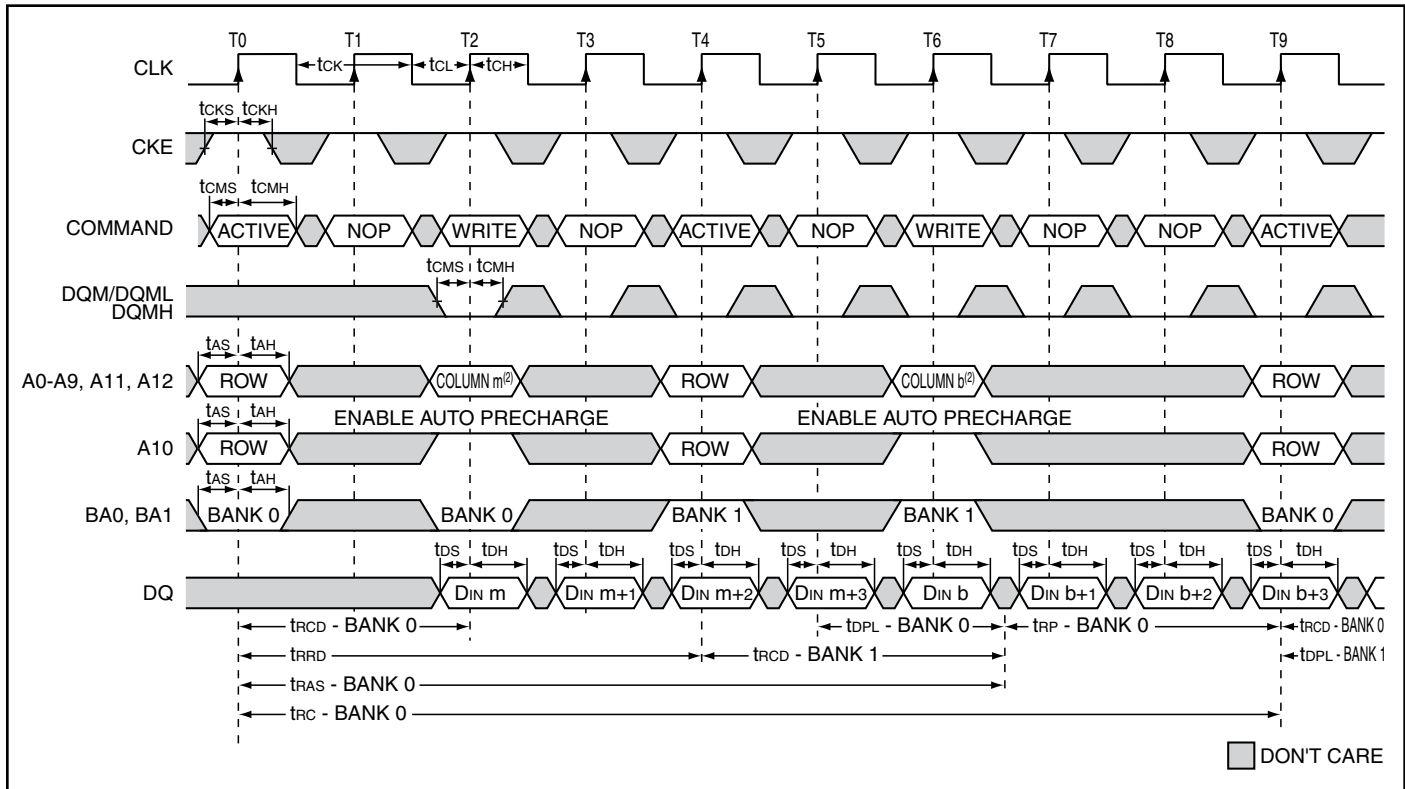 T0 T1 T2 T3 T4 T5 T6 T7 T8 T9
CLK tCK tCL tCH
tCKS tCKH
CKE
tCMS tCMH
COMMAND ACTIVE NOP WRITE NOP ACTIVE NOP WRITE NOP NOP ACTIVE
tCMS tCMH
DQM/DQML
DQMH
tAS tAH
A0-A9, A11, A12 ROW COLUMN m(2) ROW COLUMN b(2) ROW
tAS tAH ENABLE AUTO PRECHARGE ENABLE AUTO PRECHARGE
A10 ROW ROW ROW
tAS tAH
BA0, BA1 BANK 0 BANK 0 BANK 1 BANK 1 BANK 0
tDS tDH tDS tDH tDS tDH tDS tDH tDS tDH tDS tDH tDS tDH tDS tDH
DQ DIN m DIN m+1 DIN m+2 DIN m+3 DIN b DIN b+1 DIN b+2 DIN b+3
tRCD - BANK 0 tDPL - BANK 0 tRP - BANK 0 tRCD - BANK 0
tRRD tRCD - BANK 1 tDPL - BANK 1
tRAS - BANK 0
tRC - BANK 0
DON'T CARE